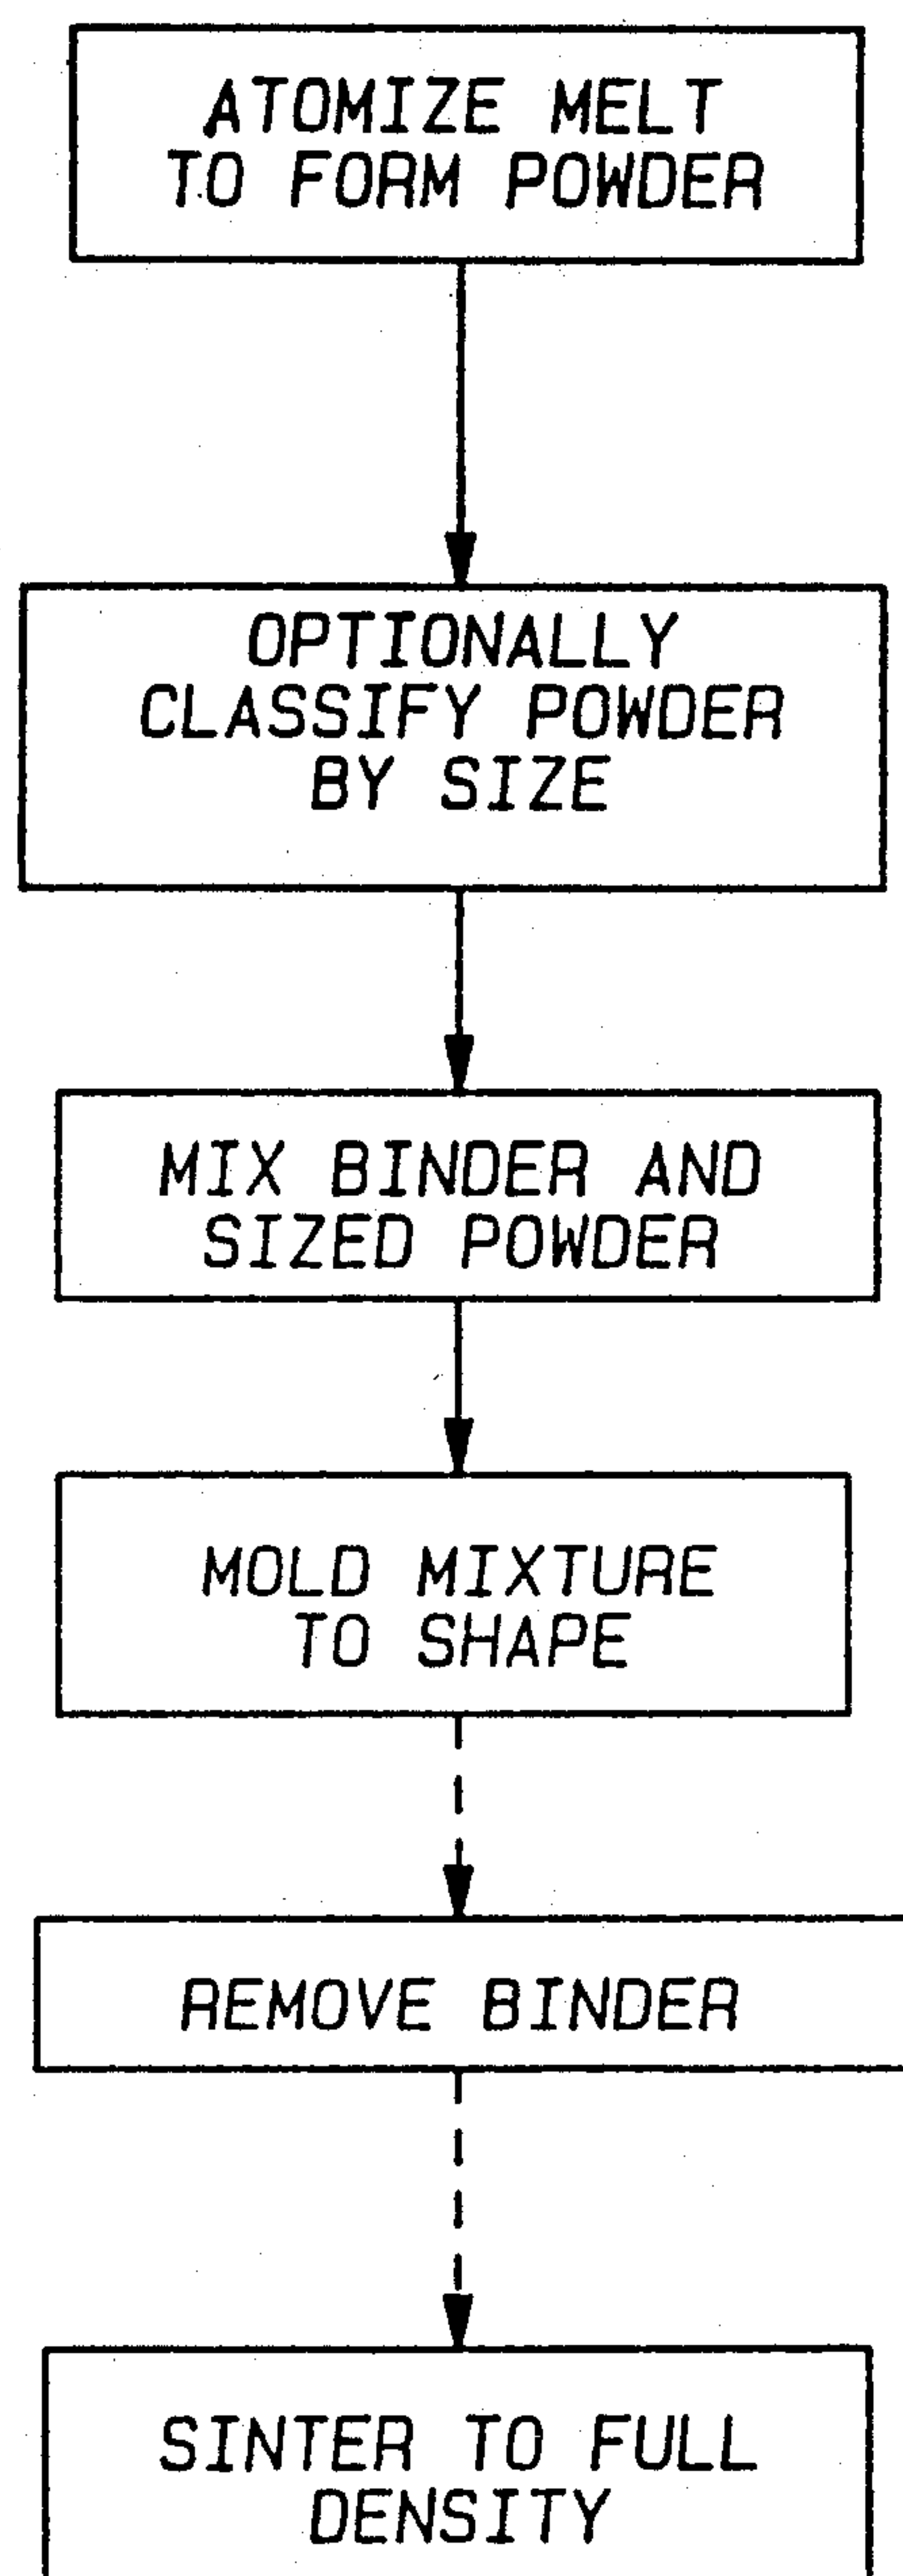 ATOMIZE MELT
TO FORM POWDER
OPTIONALLY
CLASSIFY POWDER
BY SIZE
MIX BINDER AND
SIZED POWDER
MOLD MIXTURE
TO SHAPE
REMOVE BINDER
SINTER TO FULL
DENSITY